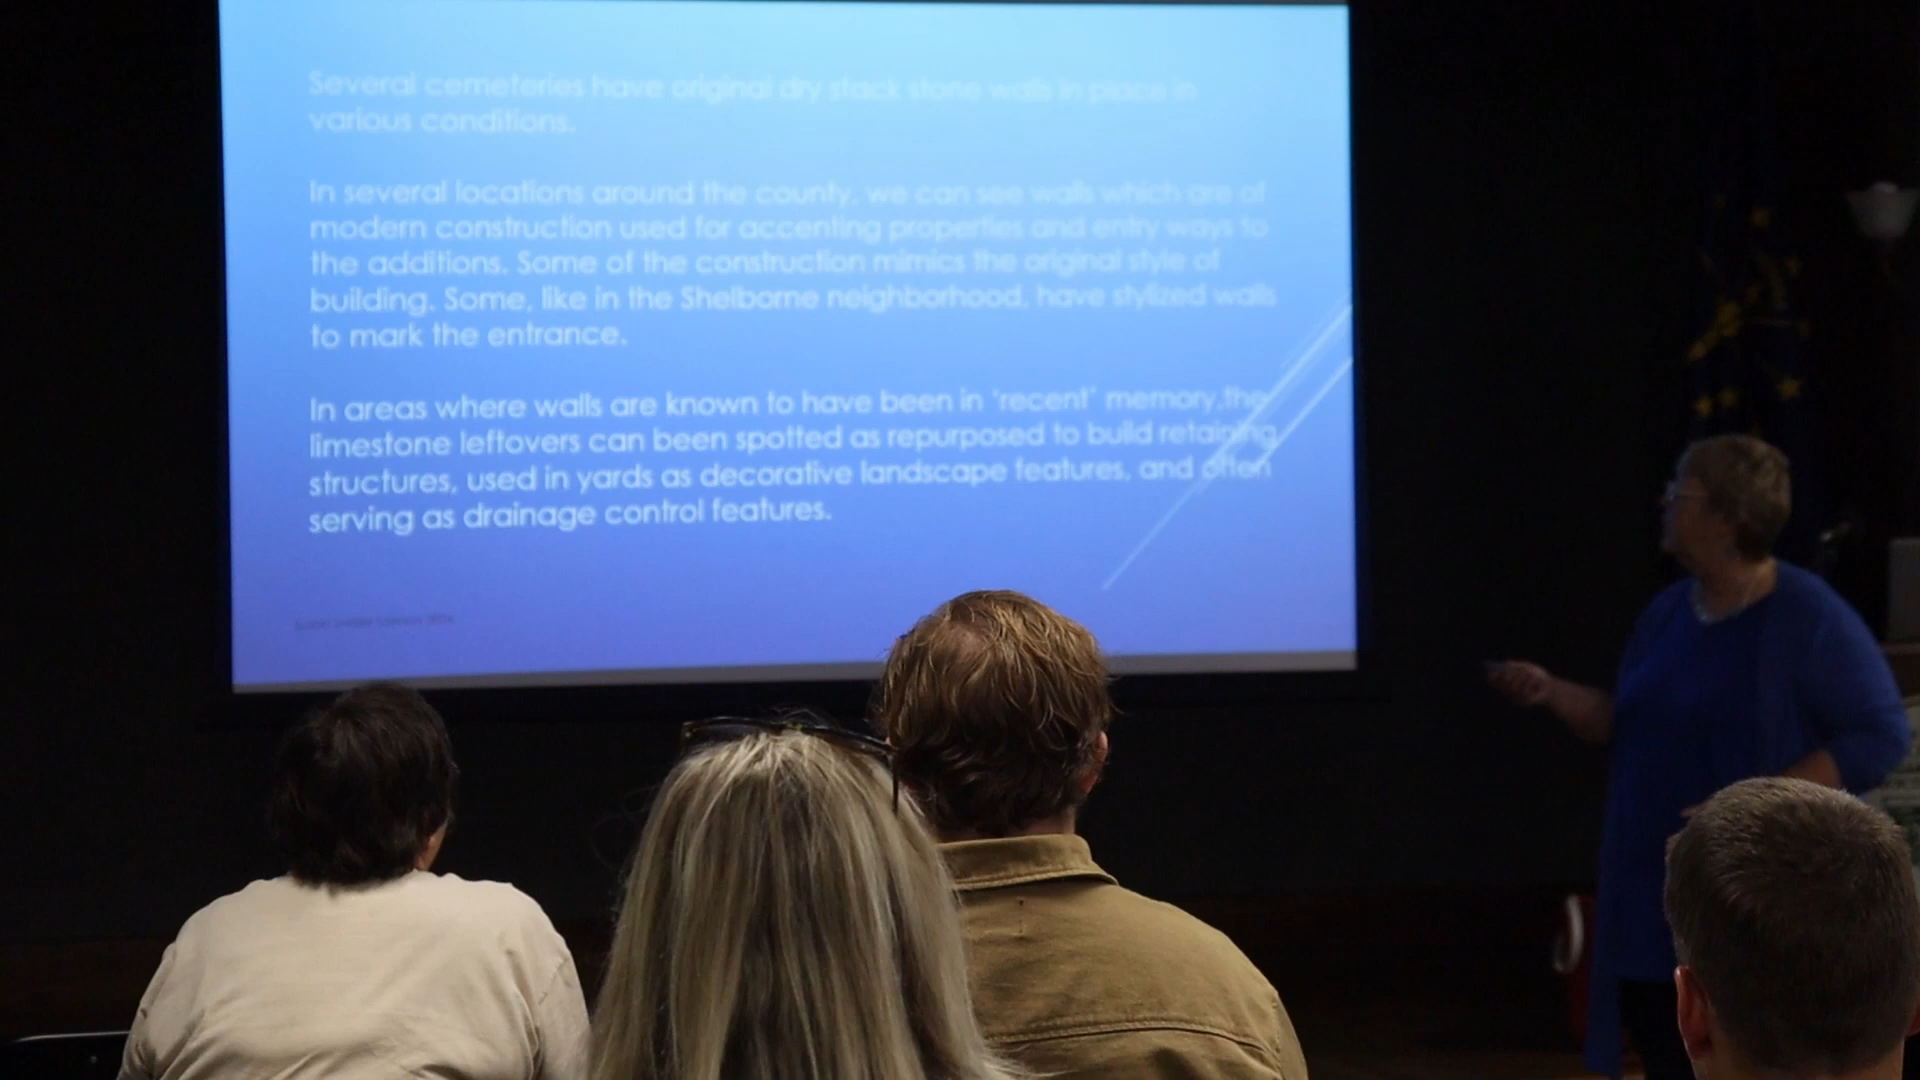 Several cemeteries have original dry stack stone walls in place in
various conditions.
In several locations around the county, we can see walls which are of
modern construction used for accenting properties and entry ways to
the additions. Some of the construction mimics the original style of
building. Some, like in the Shelborne neighborhood, have stylized walls
to mark the entrance.
In areas where walls are known to have been in 'recent' memory,the
limestone leftovers can been spotted as repurposed to build retaining
structures, used in yards as decorative landscape features, and often
serving as drainage control features.